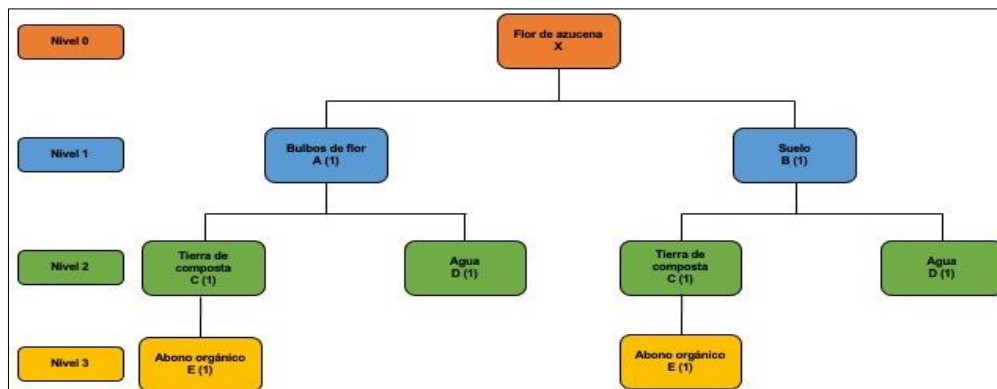 Nivel 0
Flor de azucena
X
Nivel 1
Bulbos de flor
A (1)
Suelo
B (1)
Nivel 2
Tierra de
composta
C (1)
Agua
D (1)
Tierra de
composta
C (1)
Agua
D (1)
Nivel 3
Abono orgánico
E (1)
Abono orgánico
E (1)